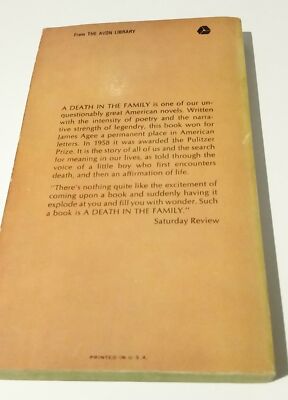 From THE AVON LIBRARY
A DEATH IN THE FAMILY is one of our un-
questionably great American novels. Written
with the intensity of poetry and the narra-
tive strength of legendry, this book won for
James Agee a permanent place in American
letters. In 1958 it was awarded the Pulitzer
Prize. It is the story of all of us and the search
for meaning in our lives, as told through the
voice of a little boy who first encounters
death, and then an affirmation of life.
"There's nothing quite like the excitement of
coming upon a book and suddenly having it
explode at you and fill you with wonder. Such
a book is A DEATH IN THE FAMILY."
Saturday Review
PRINTED IN U.S.A.